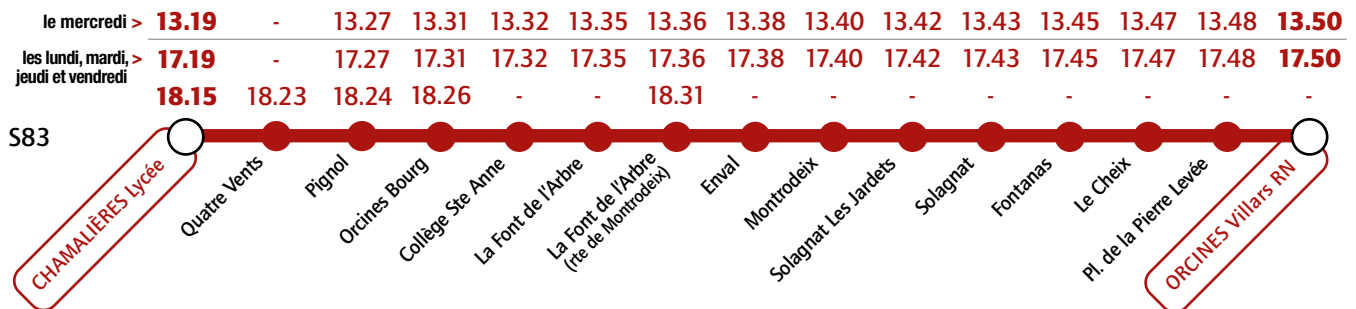 le mercredi > 13.19 - 13.27 13.31 13.32 13.35 13.36 13.38 13.40 13.42 13.43 13.45 13.47 13.48 13.50
les lundi, mardi, > 17.19 - 17.27 17.31 17.32 17.35 17.36 17.38 17.40 17.42 17.43 17.45 17.47 17.48 17.50
jeudi et vendredi
18.15 18.23 18.24 18.26 - - 18.31 - - - - - - - -
S83
CHAMALIÈRES Lycée
Quatre Vents
Pignol
Orcines Bourg
Collège Ste Anne
La Font de l'Arbre
La Font de l'Arbre
(rte de Montrodeix)
Enval
Montrodeix
Solagnat Les Jardets
Solagnat
Fontanas
Le Cheix
Pl. de la Pierre Levée
ORCINES Villars RN